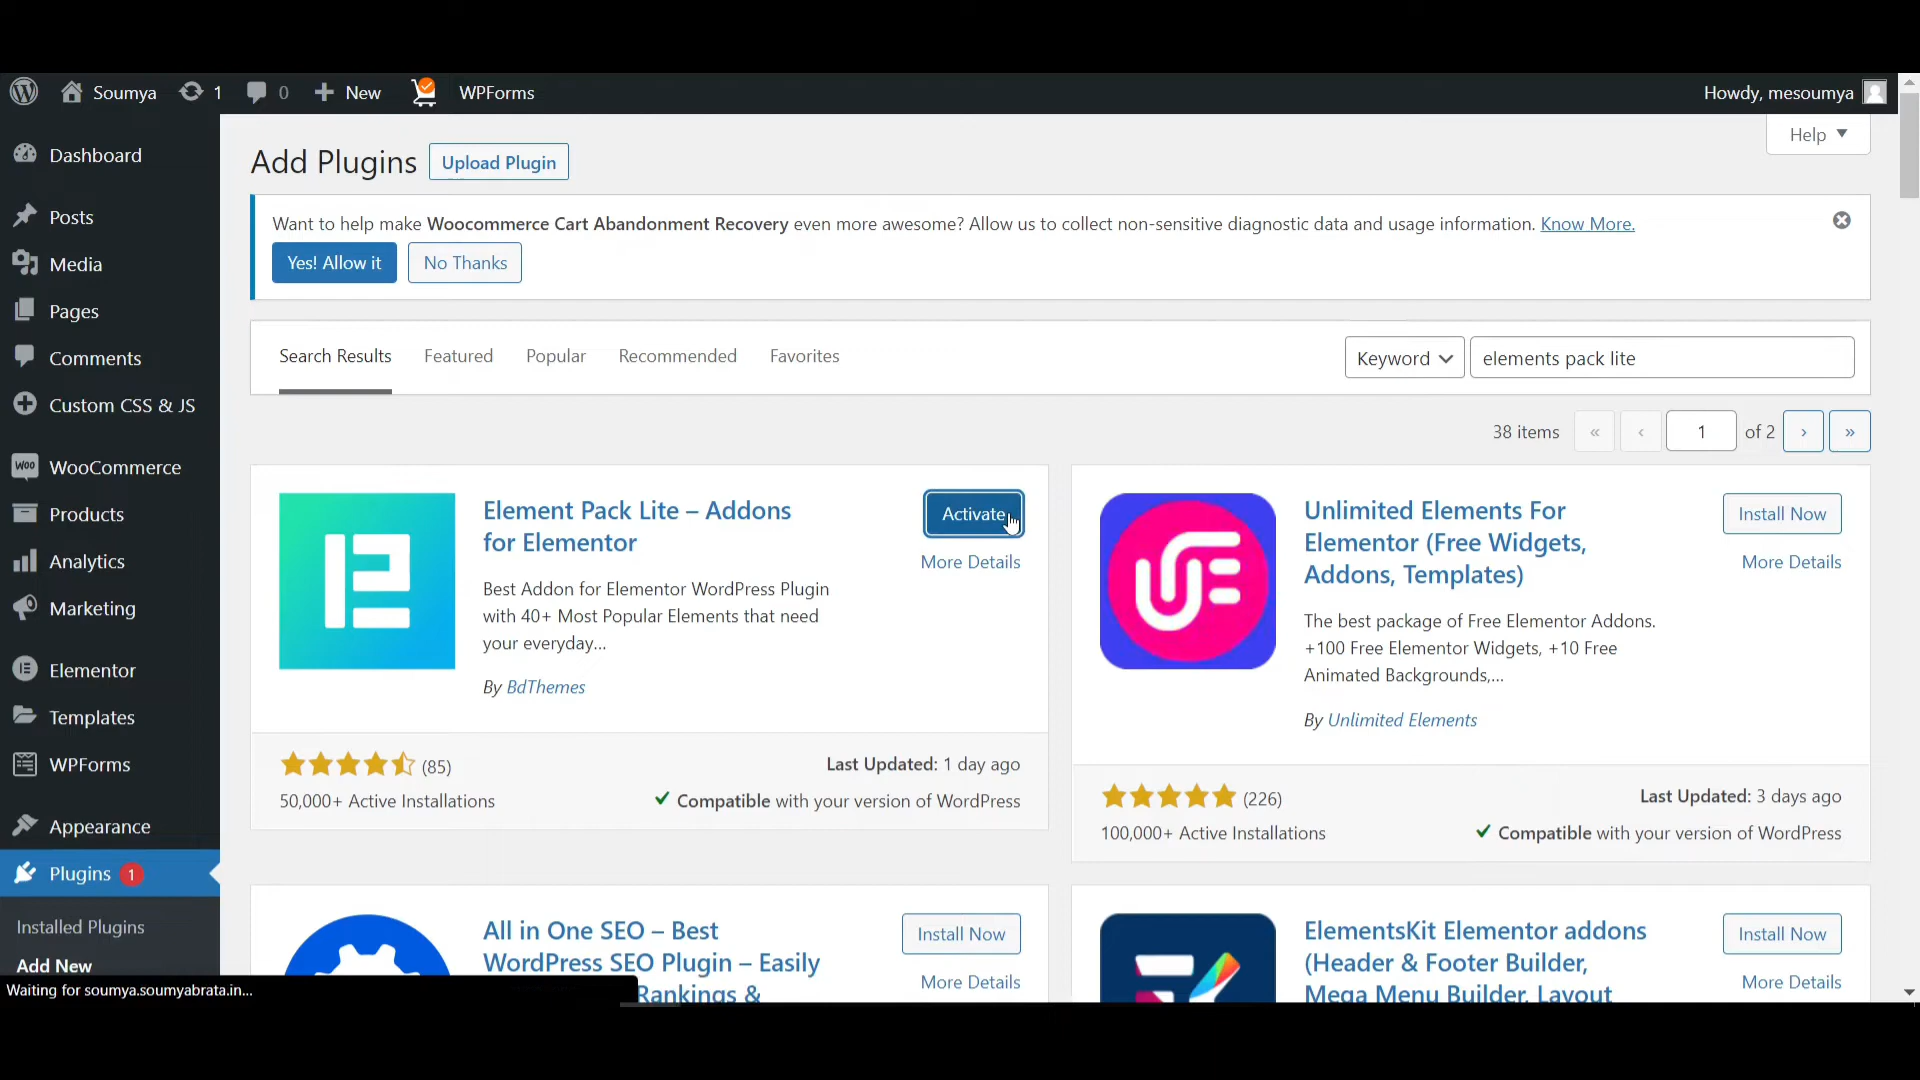 Soumya 1 0 New WPForms Howdy, mesoumya
Help
Dashboard
Posts
Media
Pages
Comments
Custom CSS & JS
WooCommerce
Products
Analytics
Marketing
Elementor
Templates
WPForms
Appearance
Plugins 1
Installed Plugins
Add New
Waiting for soumya.soumyabrata.in...
Add Plugins Upload Plugin
Want to help make Woocommerce Cart Abandonment Recovery even more awesome? Allow us to collect non-sensitive diagnostic data and usage information. Know More.
Yes! Allow it No Thanks
Search Results Featured Popular Recommended Favorites Keyword elements pack lite
38 items « ‹ 1 of 2 › »
Element Pack Lite – Addons
for Elementor
Activate
More Details
Best Addon for Elementor WordPress Plugin
with 40+ Most Popular Elements that need
your everyday...
By BdThemes
(85)
50,000+ Active Installations
Last Updated: 1 day ago
Compatible with your version of WordPress
Unlimited Elements For
Elementor (Free Widgets,
Addons, Templates)
Install Now
More Details
The best package of Free Elementor Addons.
+100 Free Elementor Widgets, +10 Free
Animated Backgrounds,...
By Unlimited Elements
(226)
100,000+ Active Installations
Last Updated: 3 days ago
Compatible with your version of WordPress
All in One SEO – Best
WordPress SEO Plugin – Easily
Rankings &
Install Now
More Details
ElementsKit Elementor addons
(Header & Footer Builder,
Mega Menu Builder, Layout
Install Now
More Details